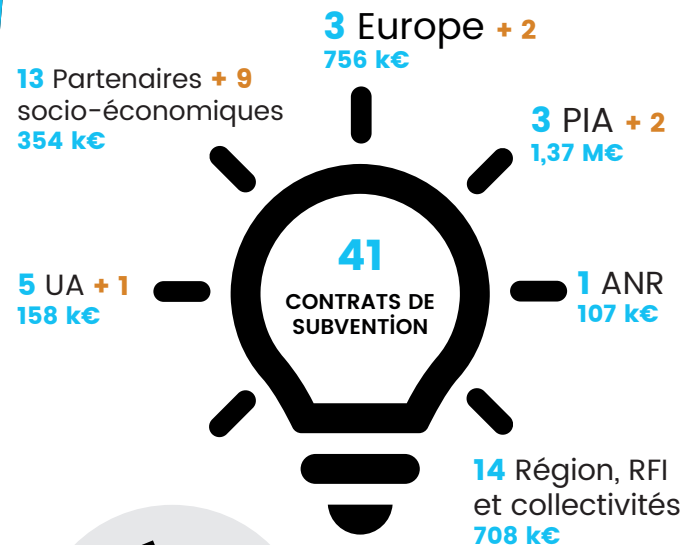 3 Europe + 2
756 k€
13 Partenaires + 9
socio-économiques
354 k€
3 PIA + 2
1,37 M€
41
CONTRATS DE
SUBVENTİON
5 UA + 1
158 k€
1 ANR
107 k€
14 Région, RFI
et collectivités
708 k€